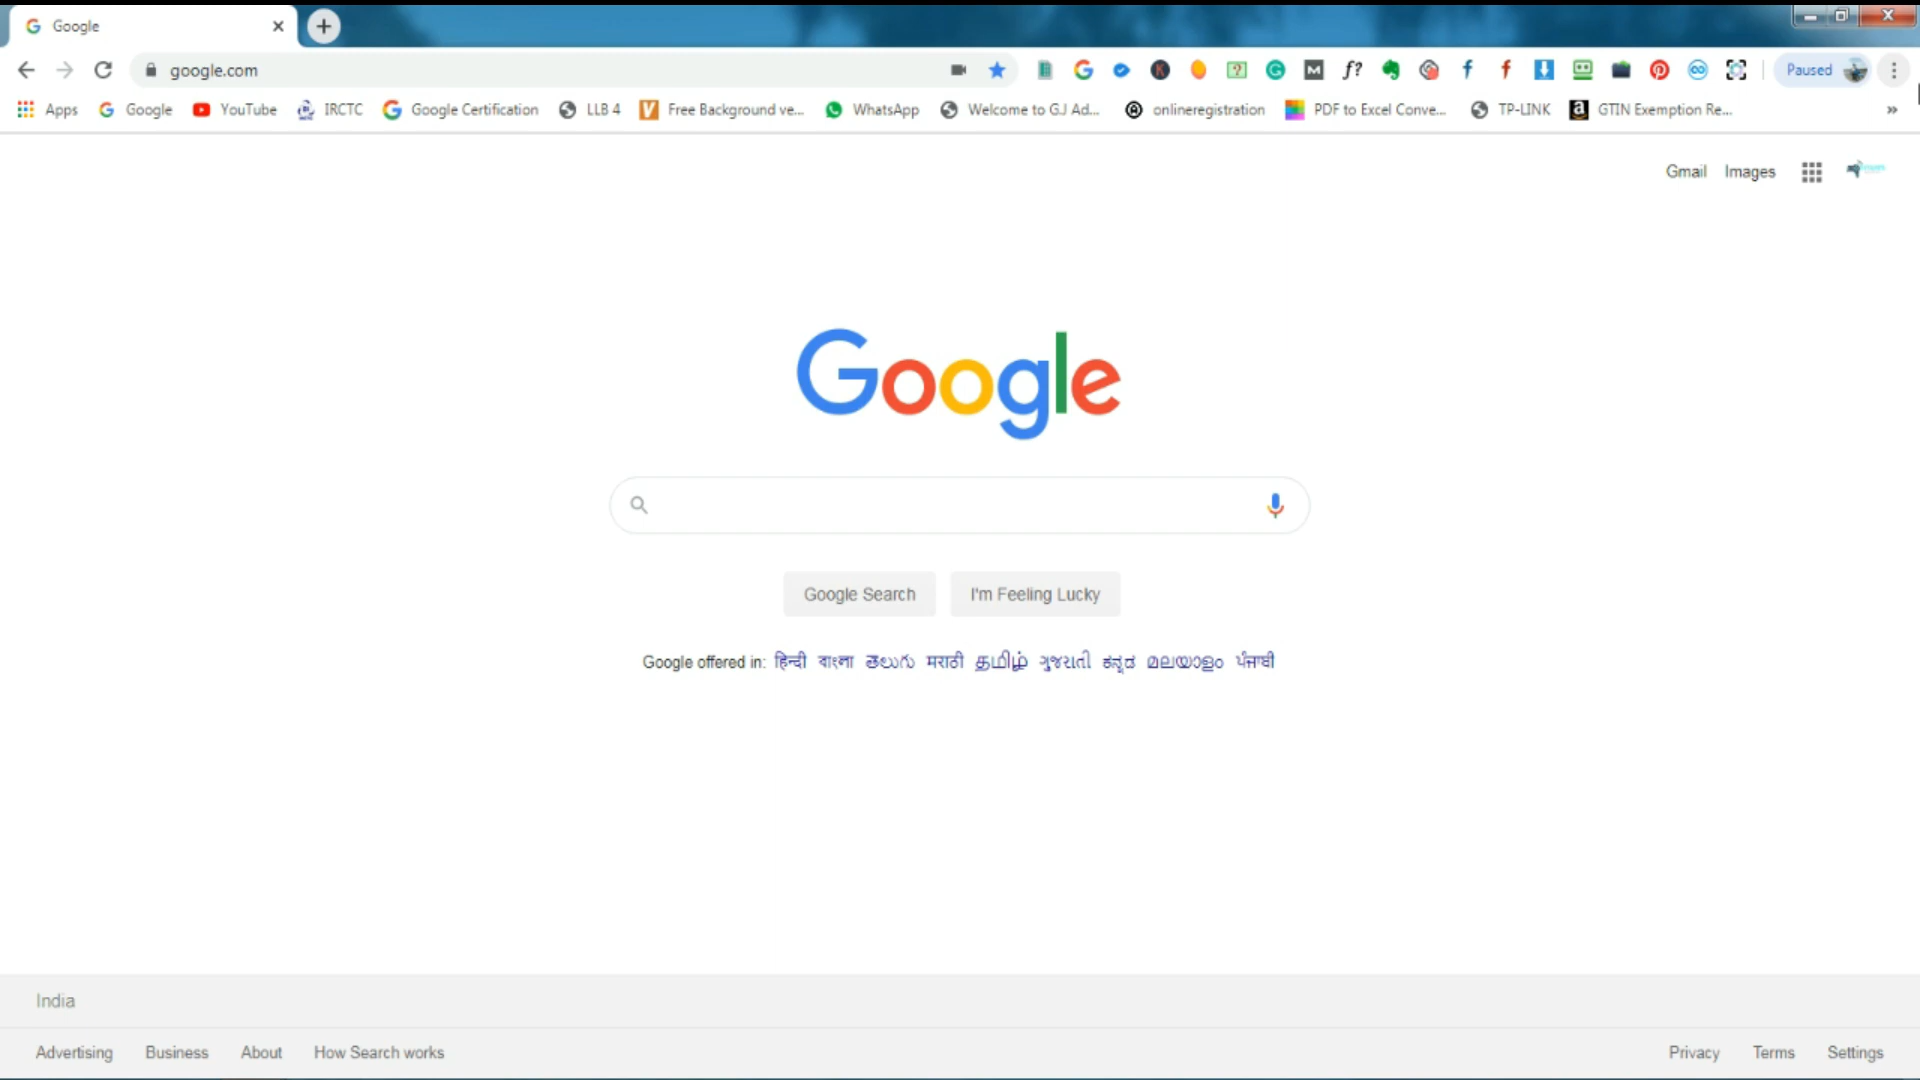 Google
google.com
Paused
Apps Google YouTube IRCTC Google Certification LLB 4 Free Background ve... WhatsApp Welcome to GJ Ad... onlineregistration PDF to Excel Conve... TP-LINK GTIN Exemption Re... »
Gmail Images
Google
Google Search I'm Feeling Lucky
Google offered in: हिन्दी বাংলা తెలుగు मराठी தமிழ் ગુજરાતી ಕನ್ನಡ മലയാളം ਪੰਜਾਬੀ
India
Advertising Business About How Search works Privacy Terms Settings